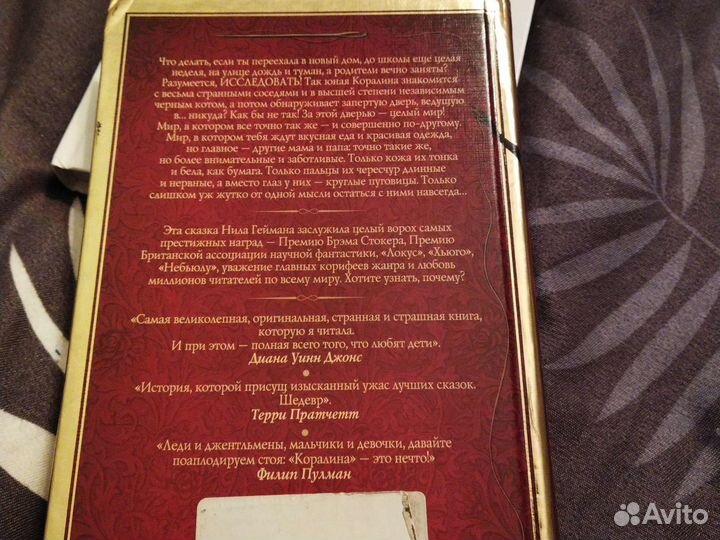 Что делать, если ты переехала в новый дом, до школы еще целая
неделя, на улице дождь и туман, а родители вечно заняты?
Разумеется, ИССЛЕДОВАТЬ! Так юная Коралина знакомится
с весьма странными соседями и в высшей степени независимым
черным котом, а потом обнаруживает запертую дверь, ведущую
в... никуда? Как бы не так! За этой дверью — целый мир!
Мир, в котором все точно так же — и совершенно по-другому.
Мир, в котором тебя ждут вкусная еда и красивая одежда,
но главное — другие мама и папа: точно такие же,
но более внимательные и заботливые. Только кожа их тонка
и бела, как бумага. Только пальцы их чересчур длинные
и нервные, а вместо глаз у них — круглые пуговицы. Только
слишком уж жутко от одной мысли остаться с ними навсегда...
Эта сказка Нила Геймана заслужила целый ворох самых
престижных наград — Премию Брэма Стокера, Премию
Британской ассоциации научной фантастики, «Локус», «Хьюго»,
«Небьюлу», уважение главных корифеев жанра и любовь
миллионов читателей по всему миру. Хотите узнать, почему?
«Самая великолепная, оригинальная, странная и страшная книга,
которую я читала.
И при этом — полная всего того, что любят дети».
Диана Уинн Джонс
«История, которой присущ изысканный ужас лучших сказок.
Шедевр».
Терри Пратчетт
«Леди и джентльмены, мальчики и девочки, давайте
поаплодируем стоя: «Коралина» — это нечто!»
Филип Пулман
Avito